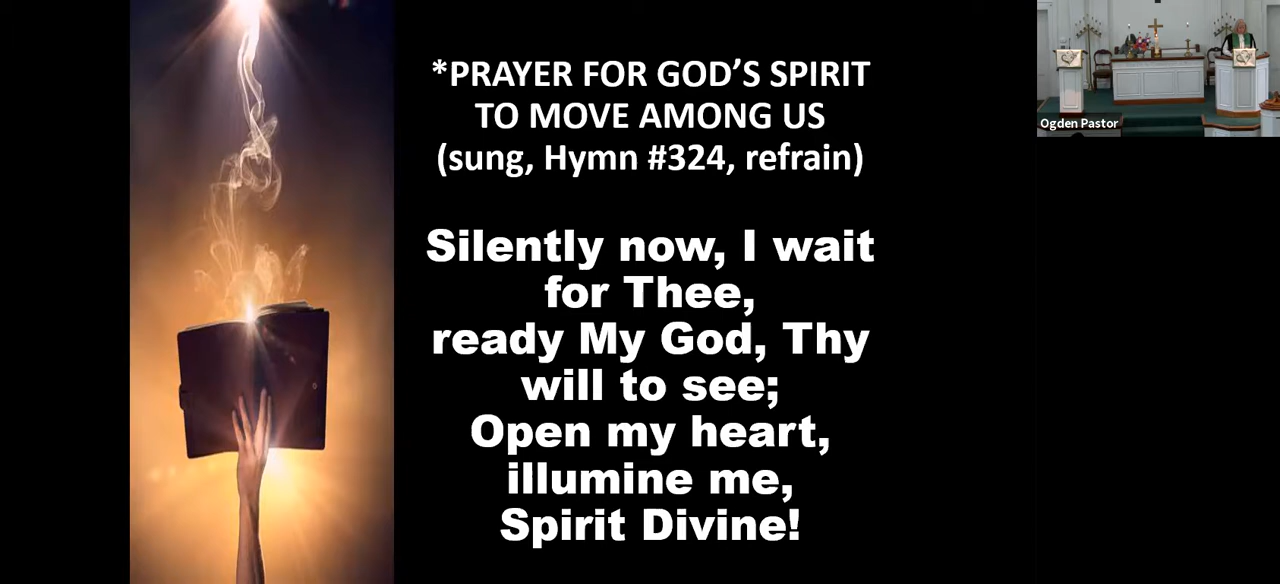 *PRAYER FOR GOD’S SPIRIT
TO MOVE AMONG US
(sung, Hymn #324, refrain)
Silently now, I wait
for Thee,
ready My God, Thy
will to see;
Open my heart,
illumine me,
Spirit Divine!
Ogden Pastor